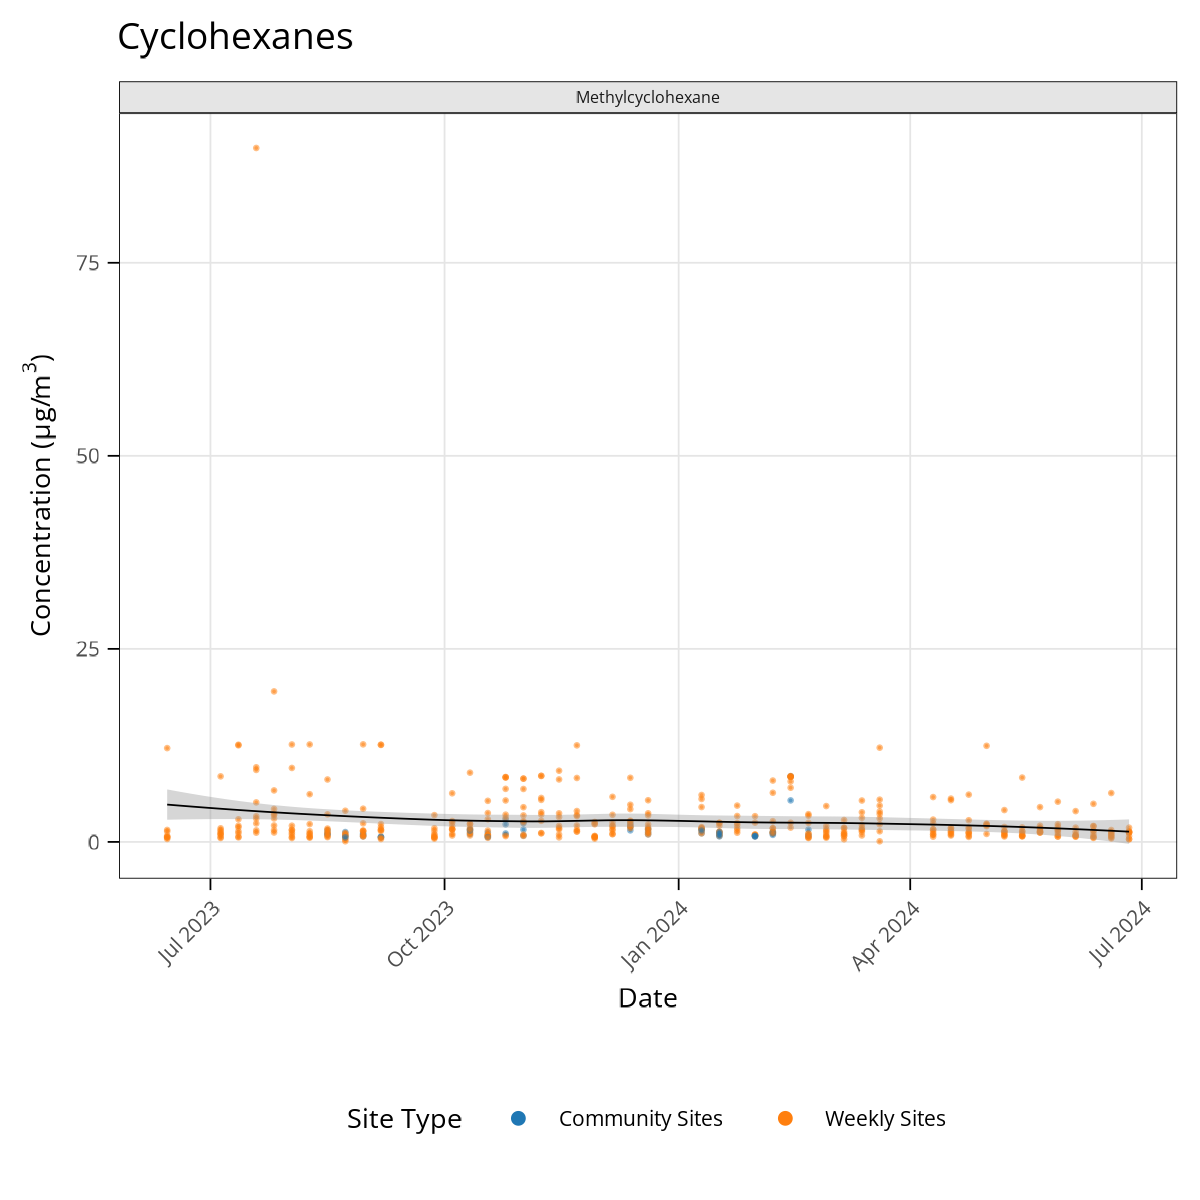 Cyclohexanes
Methylcyclohexane
Concentration (µg/m³)
75
50
25
0
Jul 2023
Oct 2023
Jan 2024
Apr 2024
Jul 2024
Date
Site Type
Community Sites
Weekly Sites